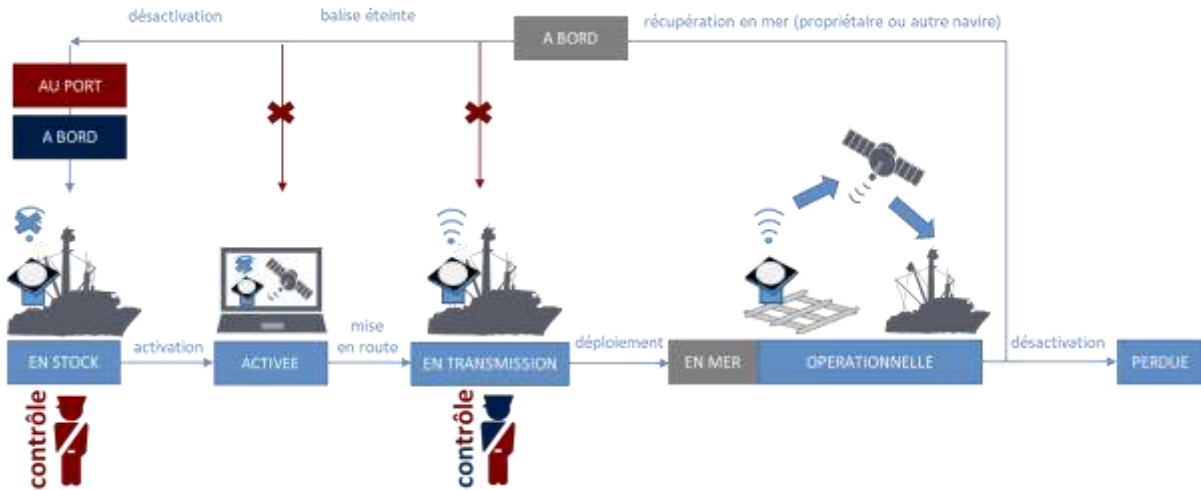 désactivation
balise éteinte
A BORD
récupération en mer (propriétaire ou autre navire)
AU PORT
A BORD
EN STOCK
activation
ACTIVEE
mise
en route
EN TRANSMISSION
déploiement
EN MER
OPERATIONNELLE
désactivation
PERDUE
contrôle
contrôle